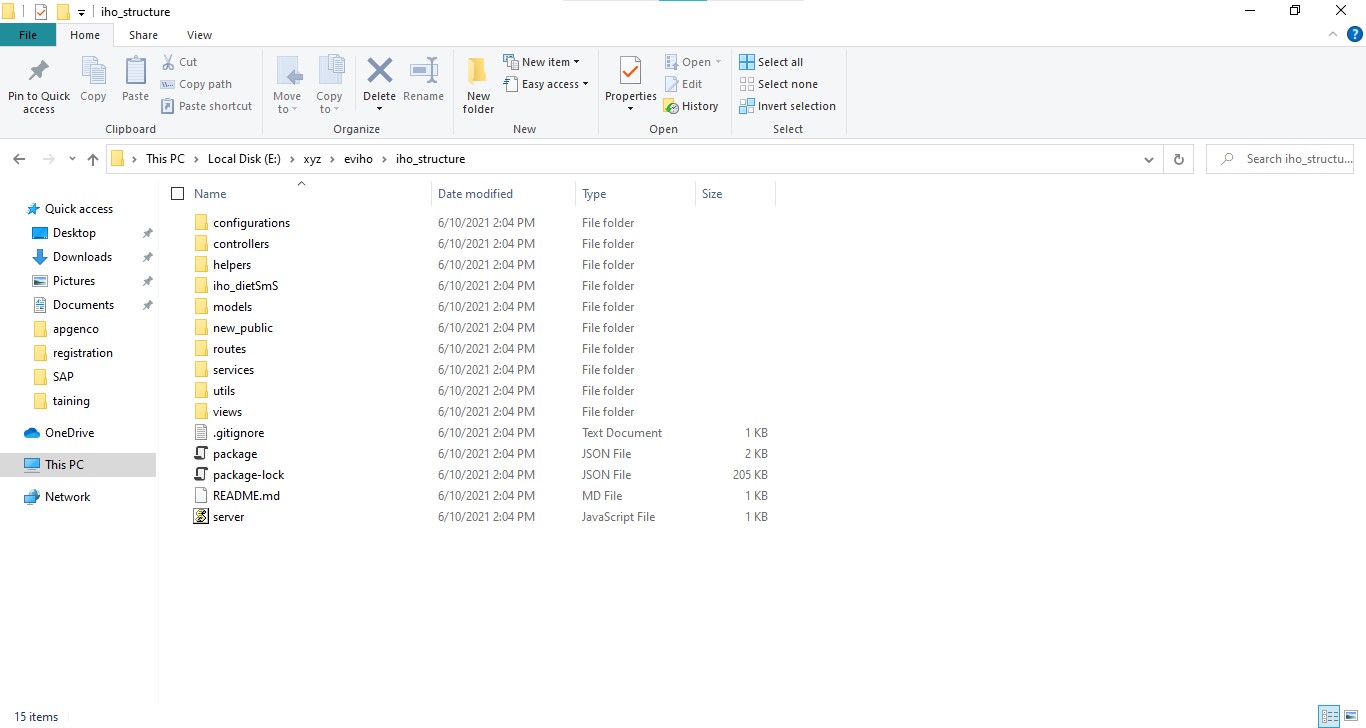 iho_structure
File Home Share View
Pin to Quick access
Copy
Paste
Cut
Copy path
Paste shortcut
Clipboard
Move to
Copy to
Delete
Rename
Organize
New folder
New item
Easy access
New
Properties
Open
Edit
History
Open
Select all
Select none
Invert selection
Select
This PC > Local Disk (E:) > xyz > eviho > iho_structure
Search iho_structu...
Quick access
Desktop
Downloads
Pictures
Documents
apgenco
registration
SAP
taining
OneDrive
This PC
Network
Name Date modified Type Size
configurations 6/10/2021 2:04 PM File folder
controllers 6/10/2021 2:04 PM File folder
helpers 6/10/2021 2:04 PM File folder
iho_dietSmS 6/10/2021 2:04 PM File folder
models 6/10/2021 2:04 PM File folder
new_public 6/10/2021 2:04 PM File folder
routes 6/10/2021 2:04 PM File folder
services 6/10/2021 2:04 PM File folder
utils 6/10/2021 2:04 PM File folder
views 6/10/2021 2:04 PM File folder
.gitignore 6/10/2021 2:04 PM Text Document 1 KB
package 6/10/2021 2:04 PM JSON File 2 KB
package-lock 6/10/2021 2:04 PM JSON File 205 KB
README.md 6/10/2021 2:04 PM MD File 1 KB
server 6/10/2021 2:04 PM JavaScript File 1 KB
15 items